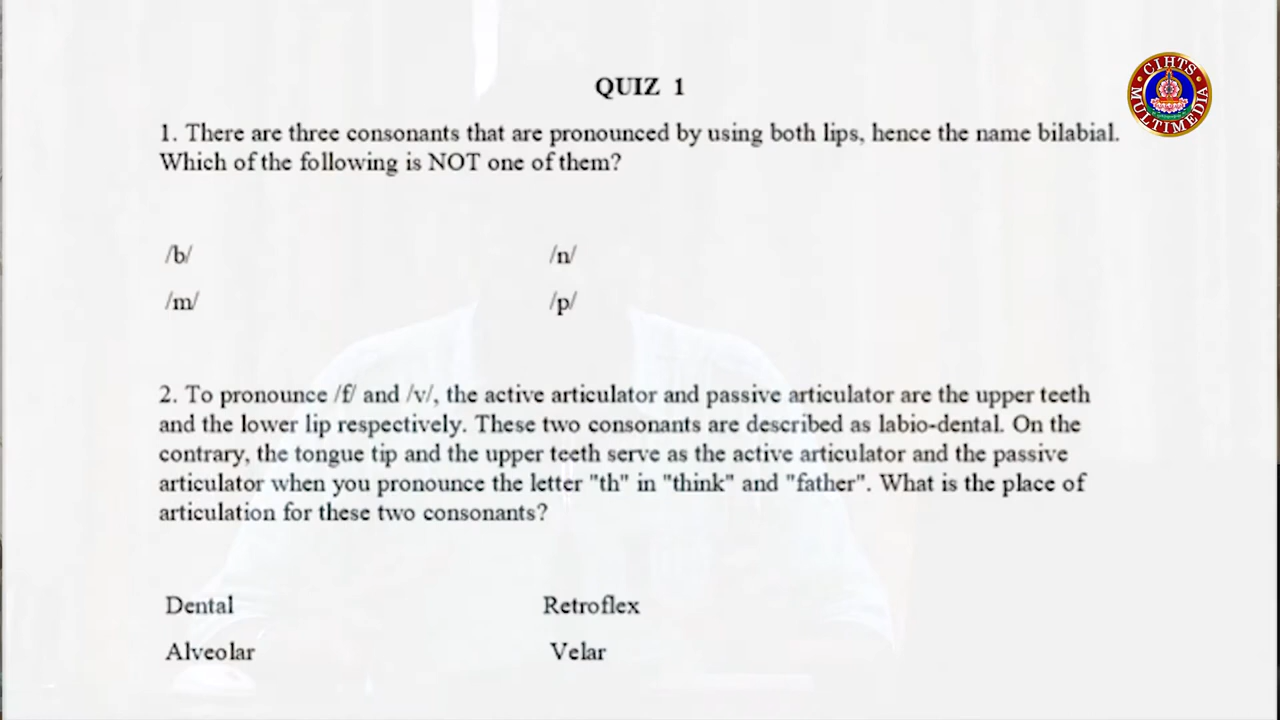 QUIZ 1
1. There are three consonants that are pronounced by using both lips, hence the name bilabial.
Which of the following is NOT one of them?
/b/ /n/
/m/ /p/
2. To pronounce /f/ and /v/, the active articulator and passive articulator are the upper teeth
and the lower lip respectively. These two consonants are described as labio-dental. On the
contrary, the tongue tip and the upper teeth serve as the active articulator and the passive
articulator when you pronounce the letter "th" in "think" and "father". What is the place of
articulation for these two consonants?
Dental Retroflex
Alveolar Velar
CIHTS
MULTIMEDIA